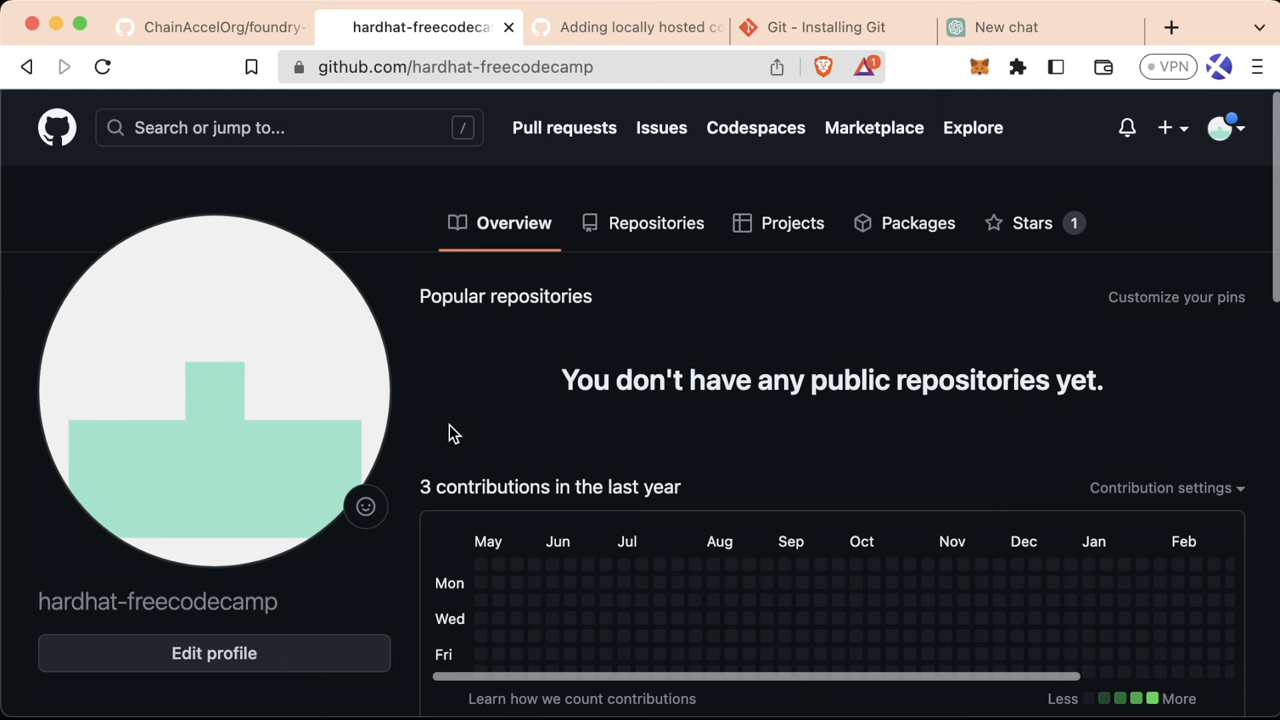 ChainAccelOrg/foundry-
hardhat-freecodeca
Adding locally hosted co
Git - Installing Git
New chat
github.com/hardhat-freecodecamp
1
VPN
Search or jump to...
/
Pull requests
Issues
Codespaces
Marketplace
Explore
Overview
Repositories
Projects
Packages
Stars 1
Popular repositories
Customize your pins
You don't have any public repositories yet.
3 contributions in the last year
Contribution settings
May Jun Jul Aug Sep Oct Nov Dec Jan Feb
Mon
Wed
Fri
Learn how we count contributions
Less
More
hardhat-freecodecamp
Edit profile